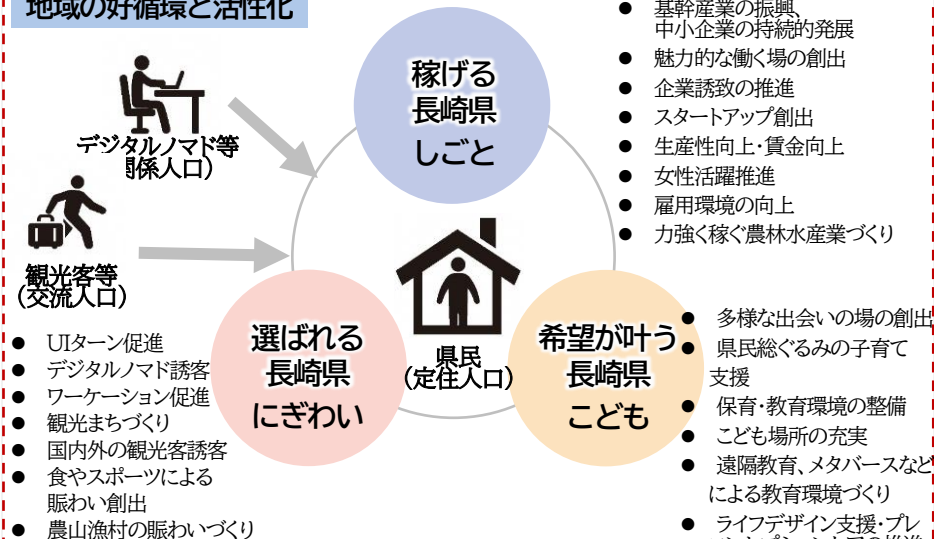 地域の好循環と活性化
デジタルノマド等
関係人口)
観光客等
(交流人口)
● UIターン促進
● デジタルノマド誘客
● ワーケーション促進
● 観光まちづくり
● 国内外の観光客誘客
● 食やスポーツによる
賑わい創出
● 農山漁村の賑わいづくり
稼げる
長崎県
しごと
選ばれる
長崎県
にぎわい
県民
(定住人口)
希望が叶う
長崎県
こども
● 基幹産業の振興、
中小企業の持続的発展
● 魅力的な働く場の創出
● 企業誘致の推進
● スタートアップ創出
● 生産性向上・賃金向上
● 女性活躍推進
● 雇用環境の向上
● 力強く稼ぐ農林水産業づくり
● 多様な出会いの場の創出
● 県民総ぐるみの子育て
支援
● 保育・教育環境の整備
● こども場所の充実
● 遠隔教育、メタバースなど
による教育環境づくり
● ライフデザイン支援・プレ